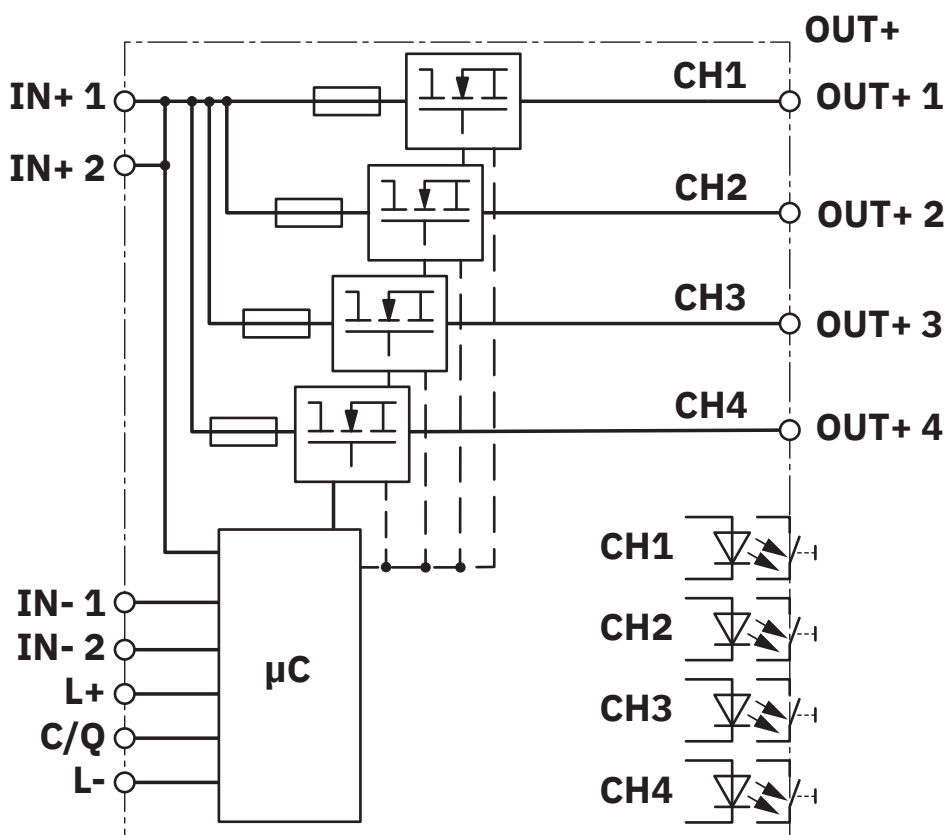 OUT+
IN+ 1
CH1
OUT+ 1
IN+ 2
CH2
OUT+ 2
CH3
OUT+ 3
CH4
OUT+ 4
CH1
IN- 1
CH2
IN- 2
µC
L+
CH3
C/Q
L-
CH4